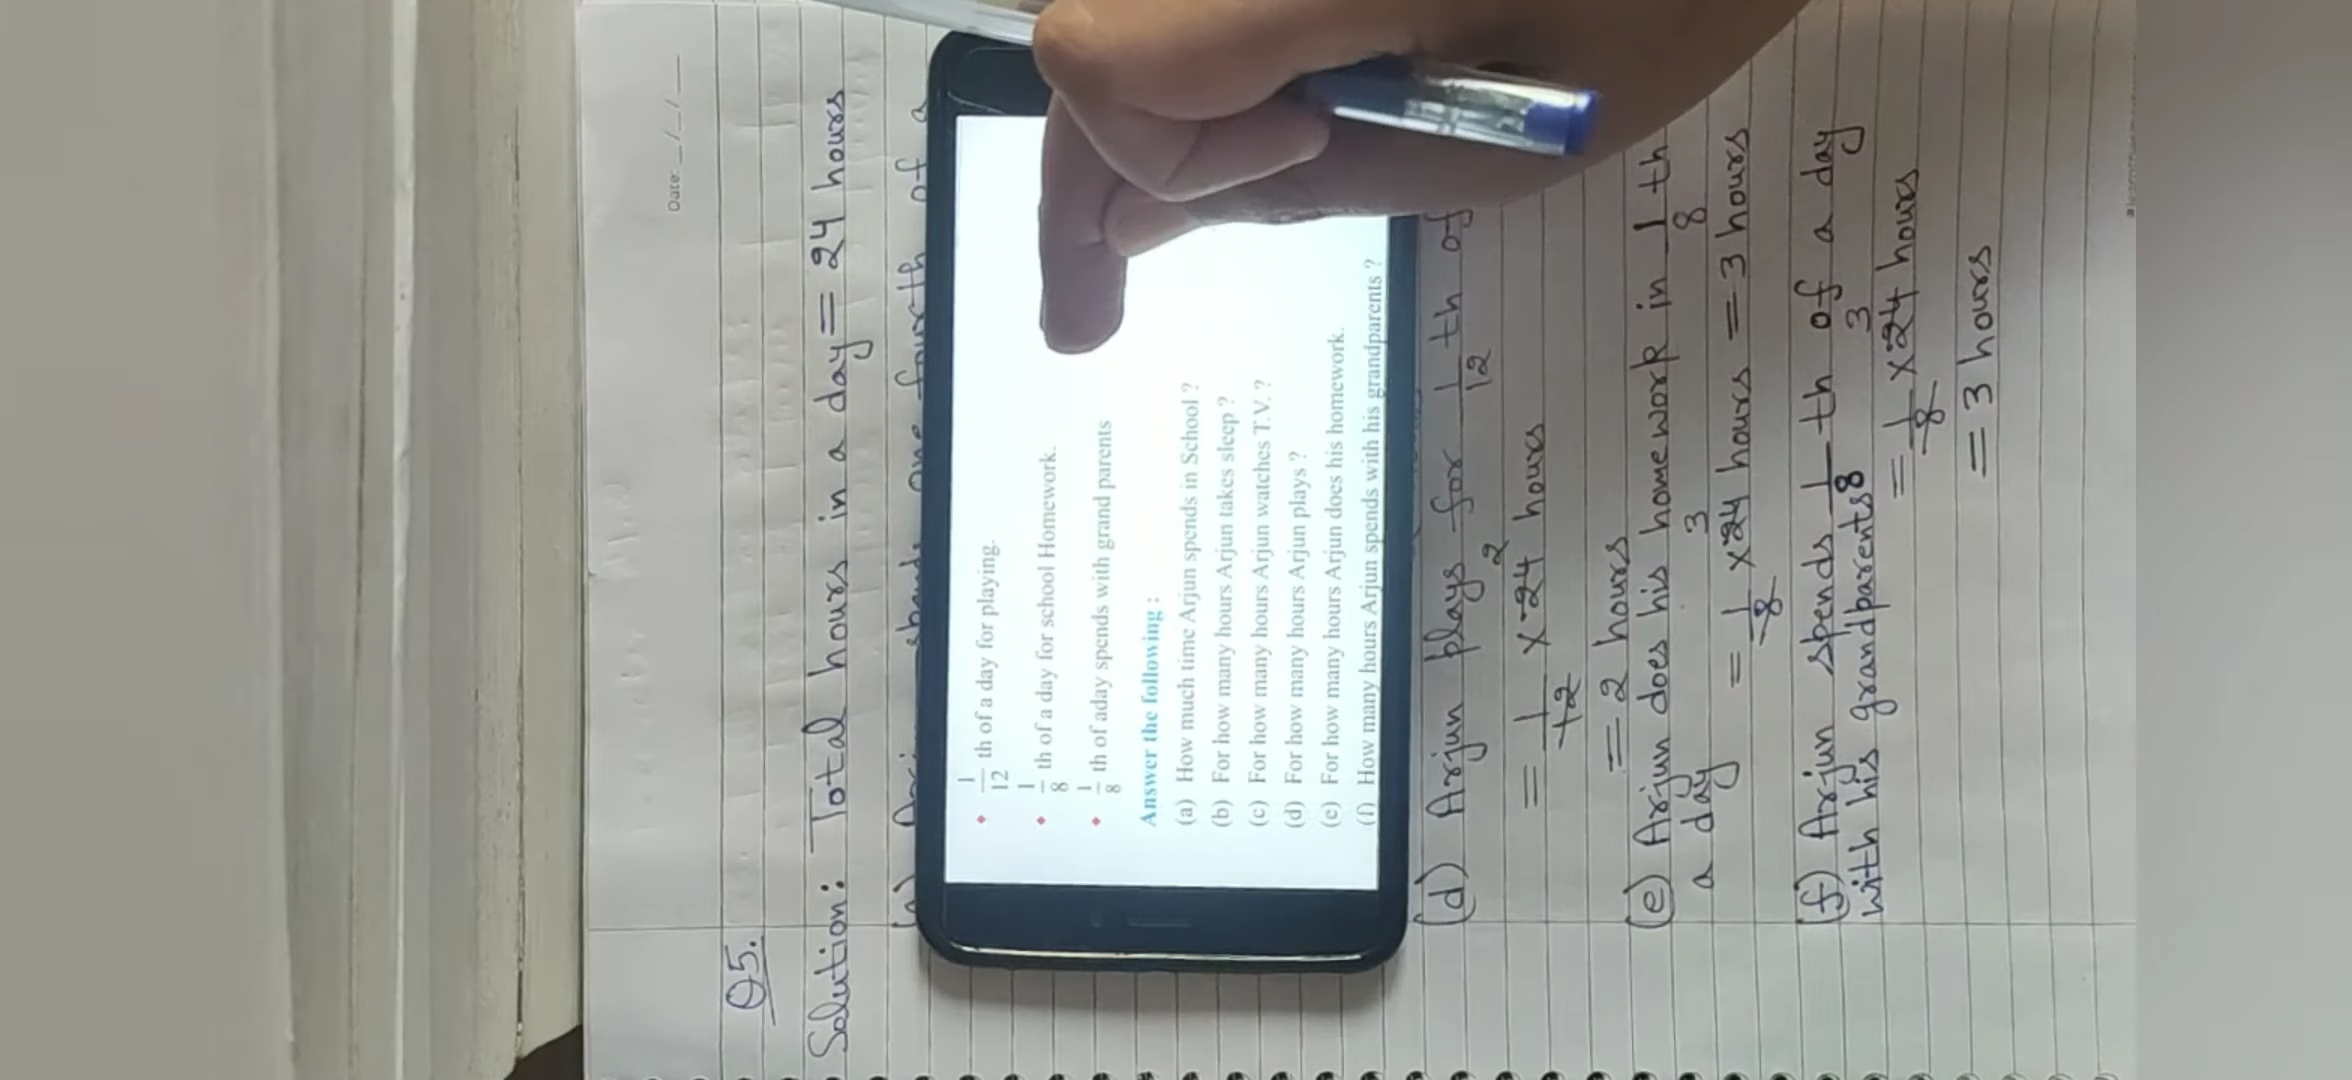 Date: _/_/_
Q5.
Solution: Total hours in a day = 24 hours
one fourth of a
1/12 th of a day for playing.
1/8 th of a day for school Homework.
1/8 th of aday spends with grand parents
Answer the following :
(a) How much time Arjun spends in School ?
(b) For how many hours Arjun takes sleep ?
(c) For how many hours Arjun watches T.V. ?
(d) For how many hours Arjun plays ?
(e) For how many hours Arjun does his homework.
(f) How many hours Arjun spends with his grandparents ?
(d) Arjun plays for 1/12 th of
= 1/12 × 24 hours 2
= 2 hours
(e) Arjun does his homework in 1/8 th
a day = 1/8 × 24 hours = 3 hours 3
(f) Arjun spends 1/8 th of a day
with his grandparents
= 1/8 × 24 hours 3
= 3 hours